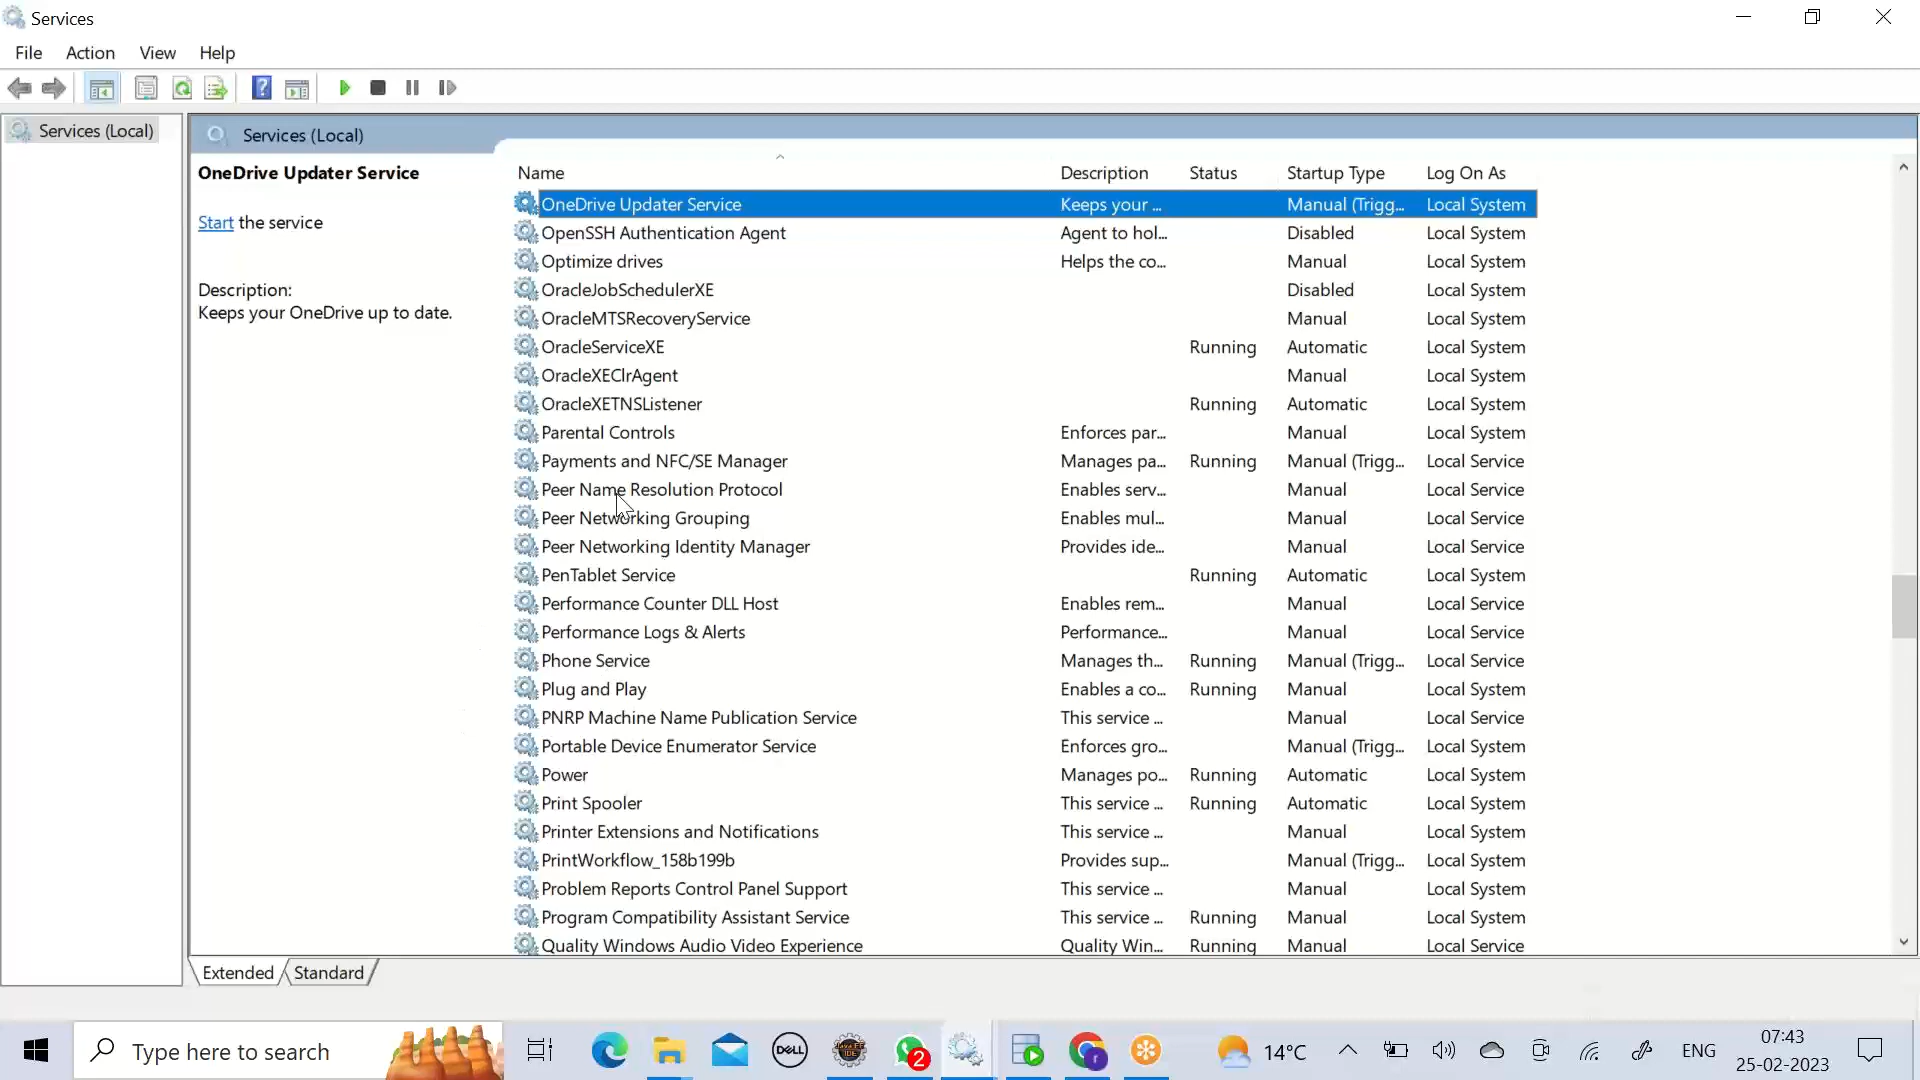 Services
File Action View Help
Services (Local)
Services (Local)
OneDrive Updater Service
Start the service
Description:
Keeps your OneDrive up to date.
Name Description Status Startup Type Log On As
OneDrive Updater Service Keeps your ... Manual (Trigg... Local System
OpenSSH Authentication Agent Agent to hol... Disabled Local System
Optimize drives Helps the co... Manual Local System
OracleJobSchedulerXE Disabled Local System
OracleMTSRecoveryService Manual Local System
OracleServiceXE Running Automatic Local System
OracleXEClrAgent Manual Local System
OracleXETNSListener Running Automatic Local System
Parental Controls Enforces par... Manual Local System
Payments and NFC/SE Manager Manages pa... Running Manual (Trigg... Local Service
Peer Name Resolution Protocol Enables serv... Manual Local Service
Peer Networking Grouping Enables mul... Manual Local Service
Peer Networking Identity Manager Provides ide... Manual Local Service
PenTablet Service Running Automatic Local System
Performance Counter DLL Host Enables rem... Manual Local Service
Performance Logs & Alerts Performance... Manual Local Service
Phone Service Manages th... Running Manual (Trigg... Local Service
Plug and Play Enables a co... Running Manual Local System
PNRP Machine Name Publication Service This service ... Manual Local Service
Portable Device Enumerator Service Enforces gro... Manual (Trigg... Local System
Power Manages po... Running Automatic Local System
Print Spooler This service ... Running Automatic Local System
Printer Extensions and Notifications This service ... Manual Local System
PrintWorkflow_158b199b Provides sup... Manual (Trigg... Local System
Problem Reports Control Panel Support This service ... Manual Local System
Program Compatibility Assistant Service This service ... Running Manual Local System
Quality Windows Audio Video Experience Quality Win... Running Manual Local Service
Extended Standard
Type here to search DELL 2 14°C ENG 07:43
25-02-2023